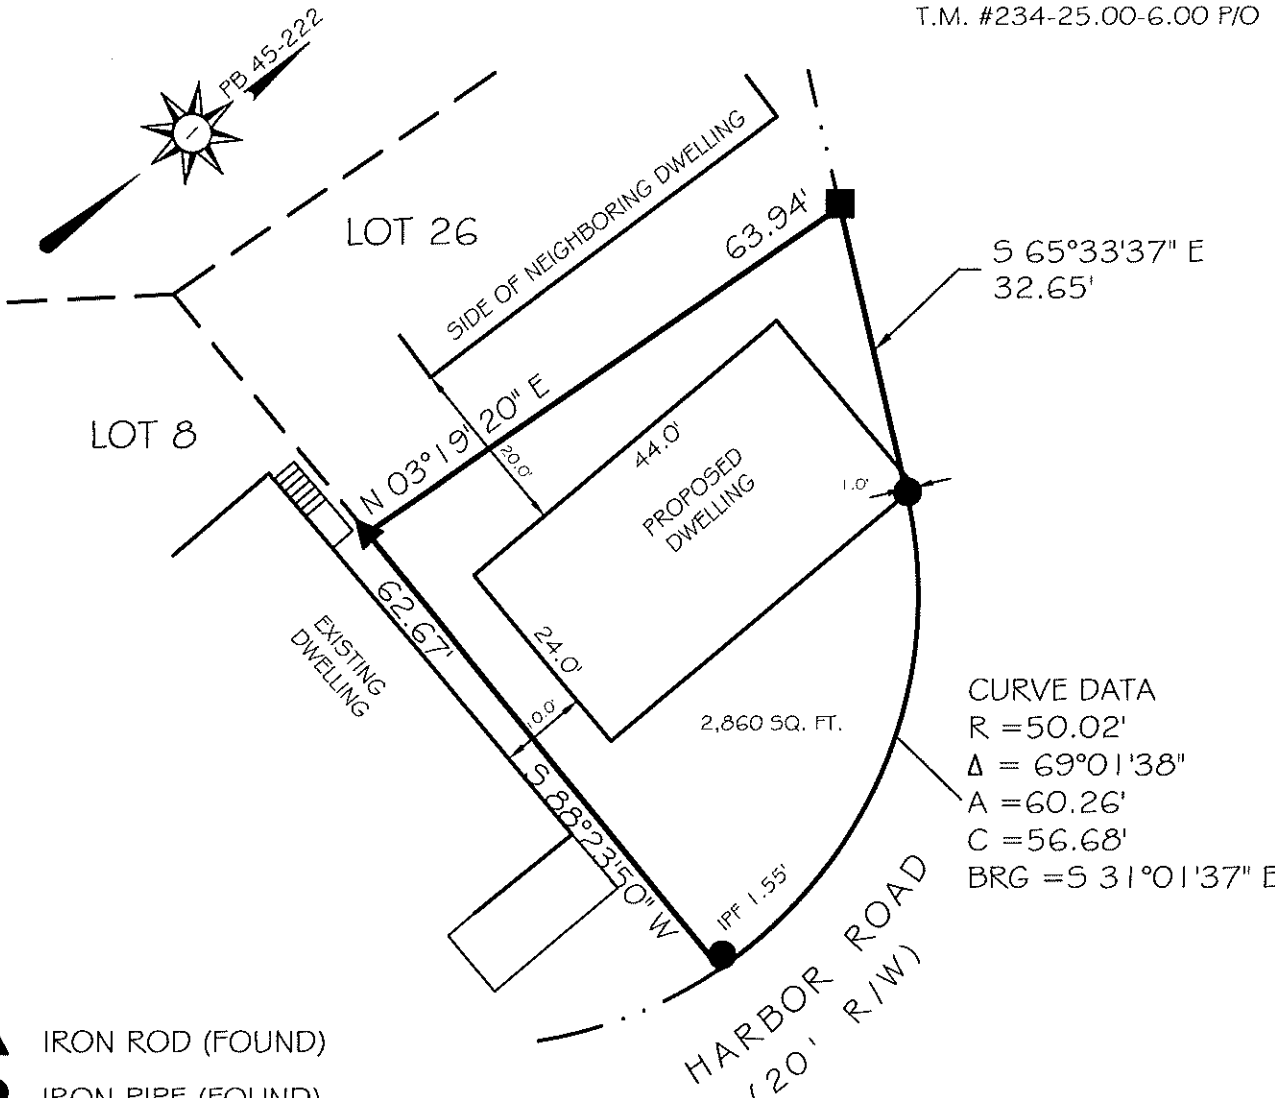 T.M. #234-25.00-6.00 P/O
PB 45-222
LOT 26
SIDE OF NEIGHBORING DWELLING
63.94'
S 65°33'37" E
32.65'
N 03°19'20" E
LOT 8
20.0'
44.0'
PROPOSED
DWELLING
1.0'
62.67'
EXISTING
DWELLING
24.0'
10.0'
2,860 SQ. FT.
S 88°23'50" W
CURVE DATA
R =50.02'
Δ = 69°01'38"
A =60.26'
C =56.68'
BRG =S 31°01'37" E
IPF 1.55'
HARBOR ROAD
(20' R/W)
IRON ROD (FOUND)
IRON PIPE (FOUND)